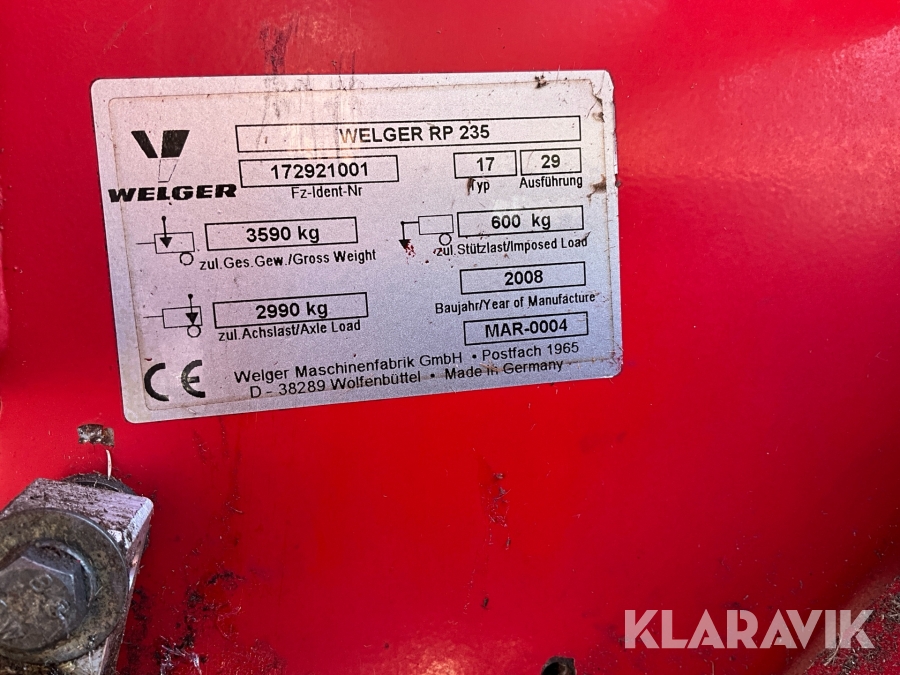 WELGER RP 235
172921001 17 29
Fz-Ident-Nr Typ Ausführung
WELGER
3590 kg 600 kg
zul.Ges.Gew./Gross Weight zul.Stützlast/Imposed Load
2990 kg 2008
zul.Achslast/Axle Load Baujahr/Year of Manufacture
MAR-0004
CE Welger Maschinenfabrik GmbH • Postfach 1965
D - 38289 Wolfenbüttel • Made in Germany
KLARAVIK